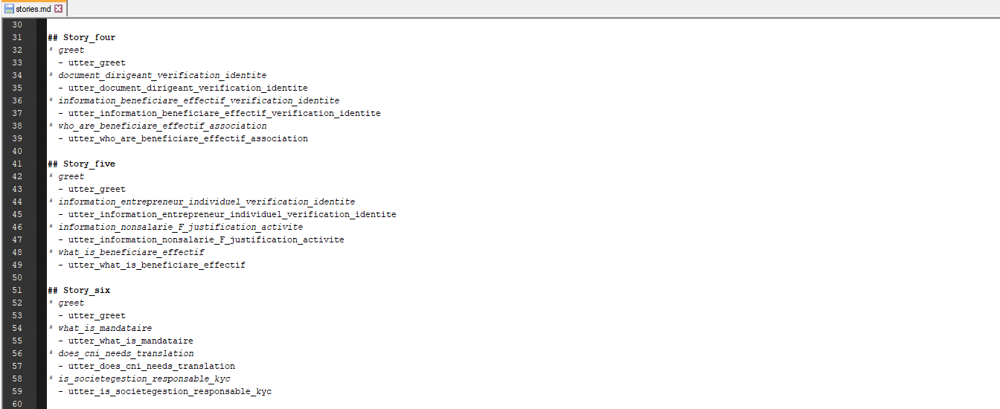 stories.md
30
31 ## Story_four
32 * greet
33 - utter_greet
34 * document_dirigeant_verification_identite
35 - utter_document_dirigeant_verification_identite
36 * information_beneficiare_effectif_verification_identite
37 - utter_information_beneficiare_effectif_verification_identite
38 * who_are_beneficiare_effectif_association
39 - utter_who_are_beneficiare_effectif_association
40
41 ## Story_five
42 * greet
43 - utter_greet
44 * information_entrepreneur_individuel_verification_identite
45 - utter_information_entrepreneur_individuel_verification_identite
46 * information_nonsalarie_F_justification_activite
47 - utter_information_nonsalarie_F_justification_activite
48 * what_is_beneficiare_effectif
49 - utter_what_is_beneficiare_effectif
50
51 ## Story_six
52 * greet
53 - utter_greet
54 * what_is_mandataire
55 - utter_what_is_mandataire
56 * does_cni_needs_translation
57 - utter_does_cni_needs_translation
58 * is_societegestion_responsable_kyc
59 - utter_is_societegestion_responsable_kyc
60